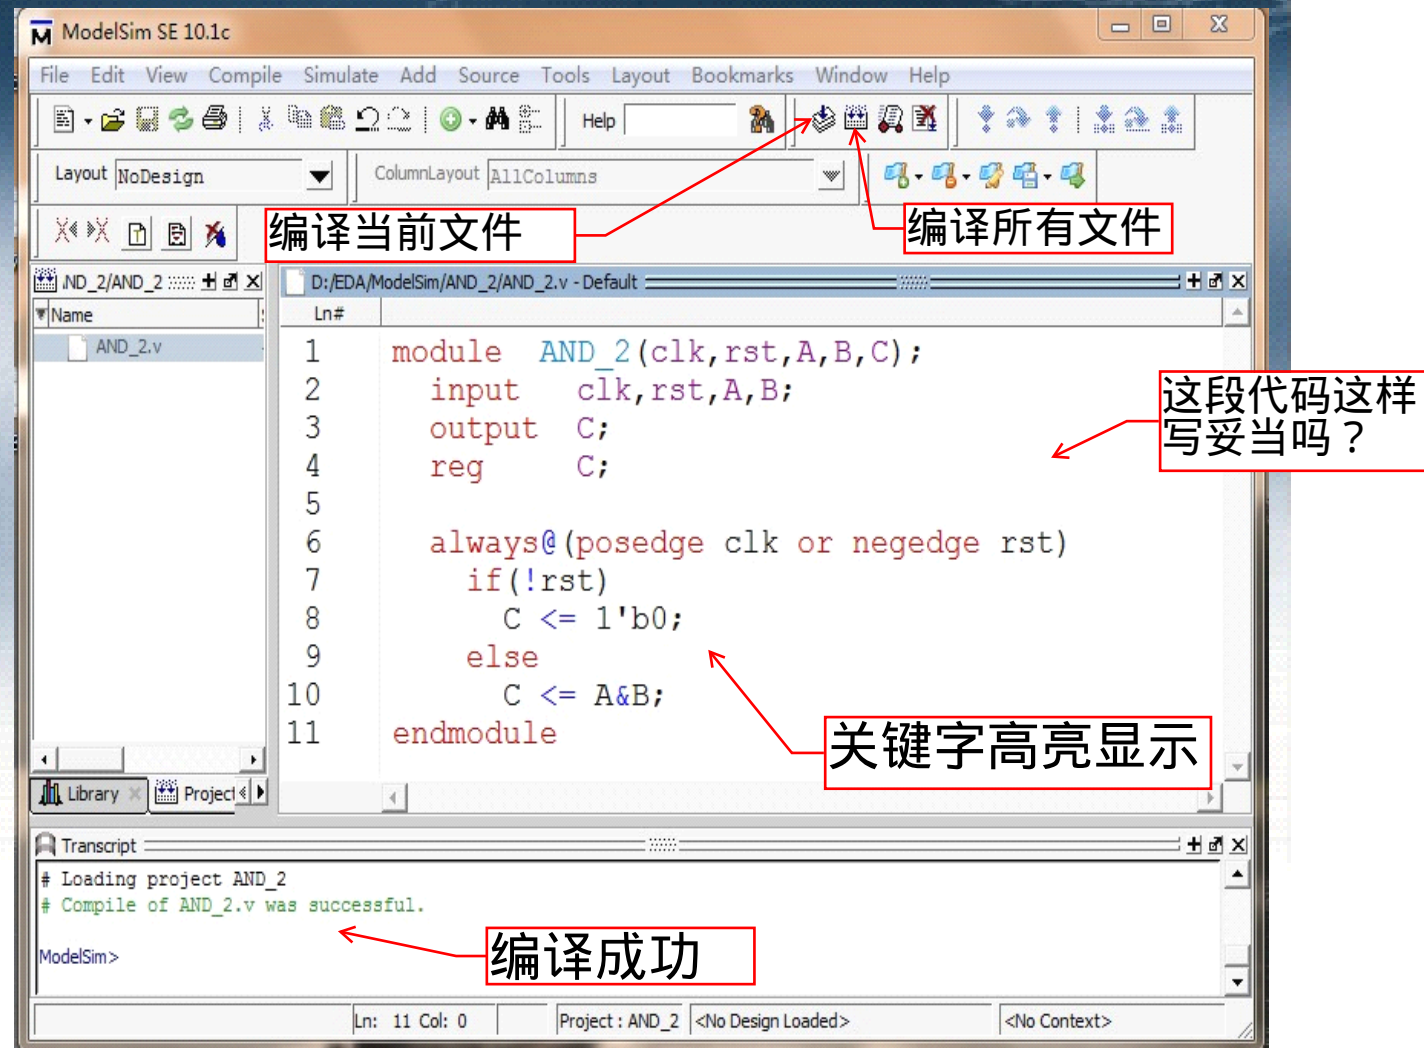 ModelSim SE 10.1c
File Edit View Compile Simulate Add Source Tools Layout Bookmarks Window Help
Help
Layout NoDesign
ColumnLayout AllColumns
编译当前文件
编译所有文件
.ND_2/AND_2
D:/EDA/ModelSim/AND_2/AND_2.v - Default
Name
Ln#
AND_2.v
1 module AND_2(clk,rst,A,B,C);
2 input clk,rst,A,B;
3 output C;
4 reg C;
5
6 always@(posedge clk or negedge rst)
7 if(!rst)
8 C <= 1'b0;
9 else
10 C <= A&B;
11 endmodule
这段代码这样
写妥当吗？
关键字高亮显示
Library
Project
Transcript
# Loading project AND_2
# Compile of AND_2.v was successful.
编译成功
ModelSim>
Ln: 11 Col: 0
Project : AND_2
<No Design Loaded>
<No Context>